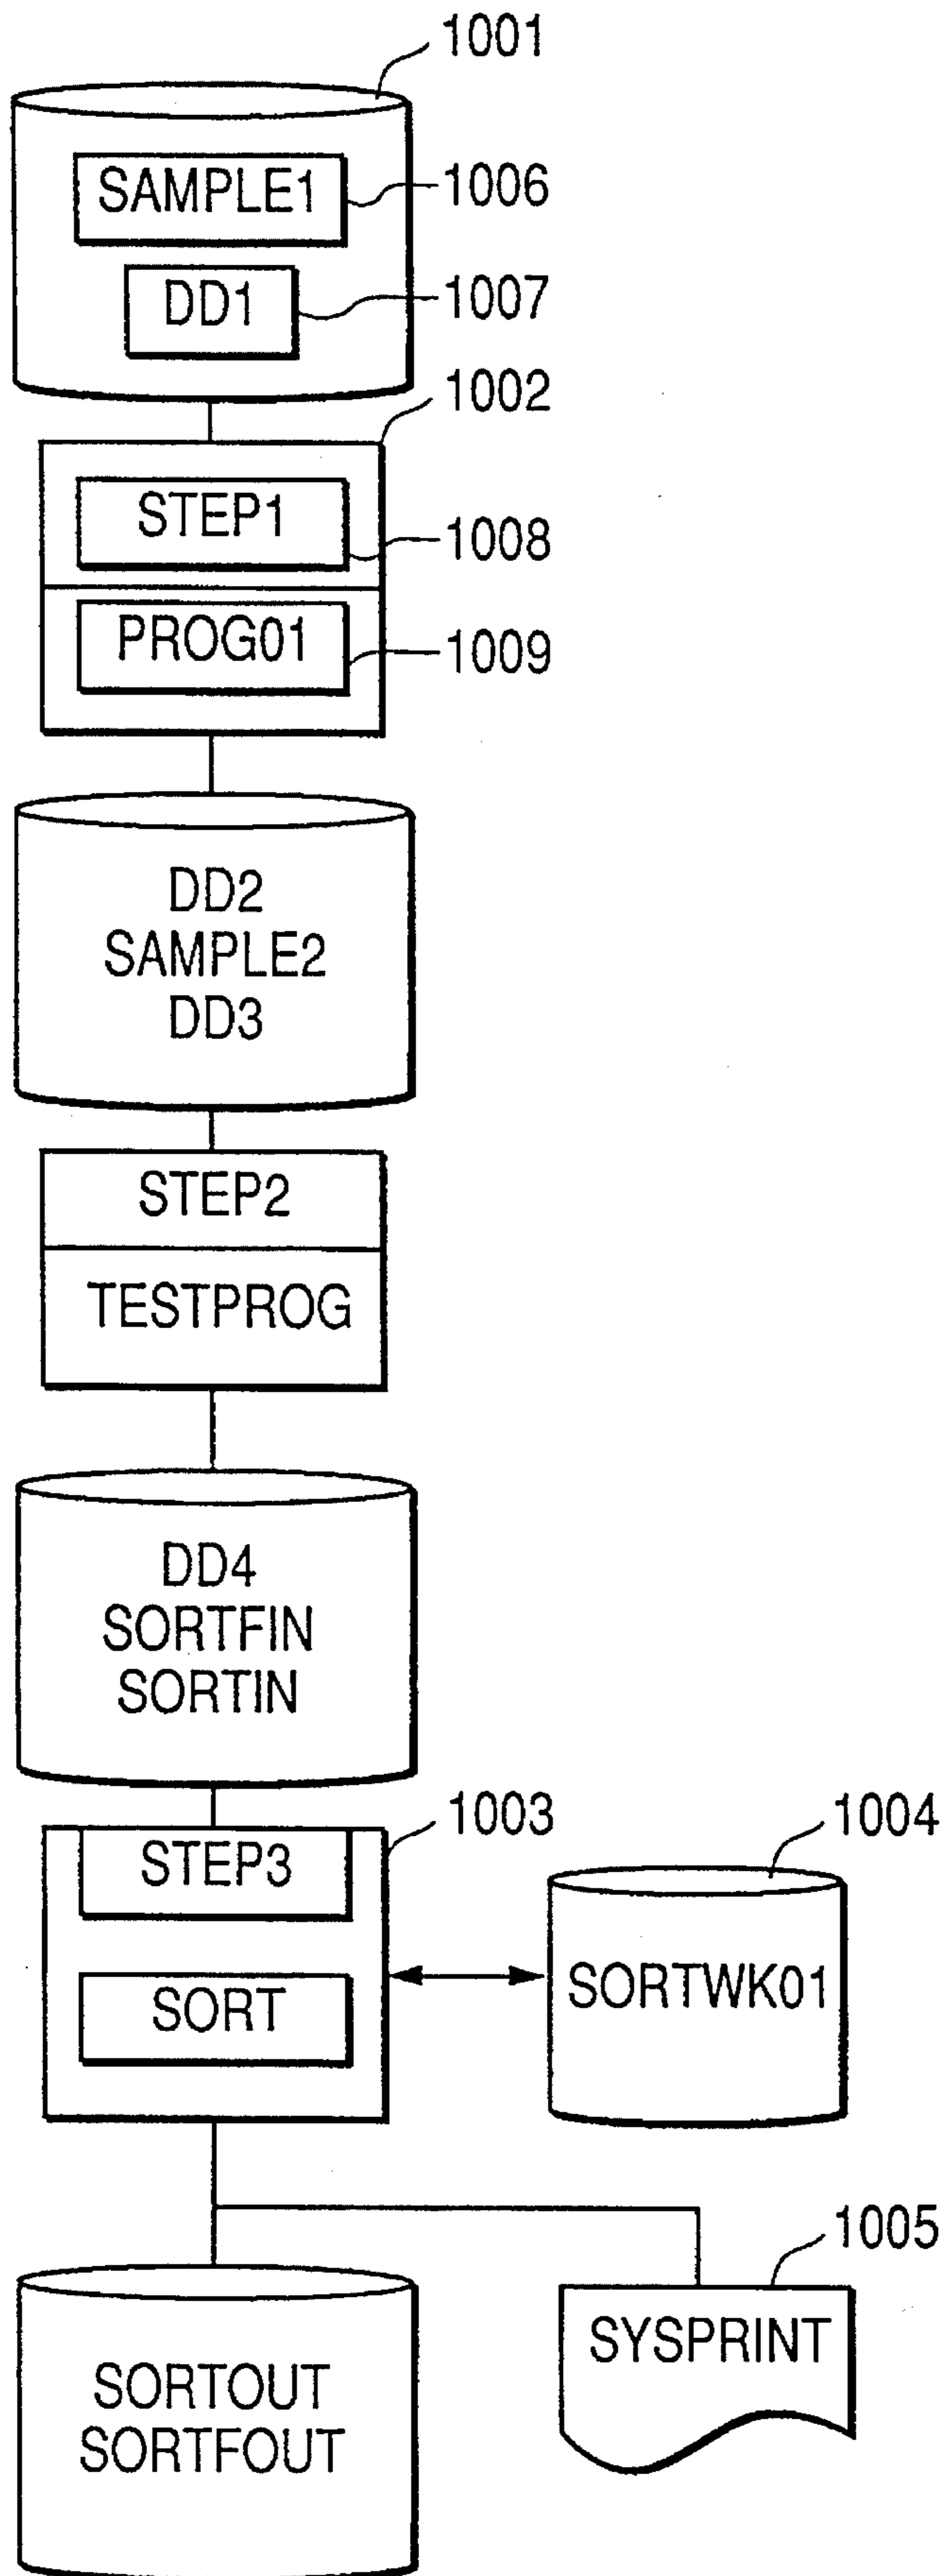 1001
SAMPLE1
1006
DD1
1007
1002
STEP1
1008
PROG01
1009
DD2
SAMPLE2
DD3
STEP2
TESTPROG
DD4
SORTFIN
SORTIN
1003
1004
STEP3
SORTWK01
SORT
1005
SYSPRINT
SORTOUT
SORTFOUT